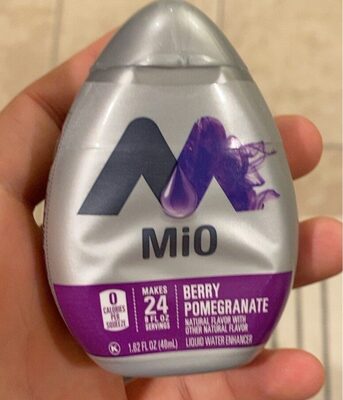 MiO
0
CALORIES
PER
SQUEEZE
MAKES
24
8 FL OZ
SERVINGS
BERRY
POMEGRANATE
NATURAL FLAVOR WITH
OTHER NATURAL FLAVOR
K
1.62 FL OZ (48mL)
LIQUID WATER ENHANCER